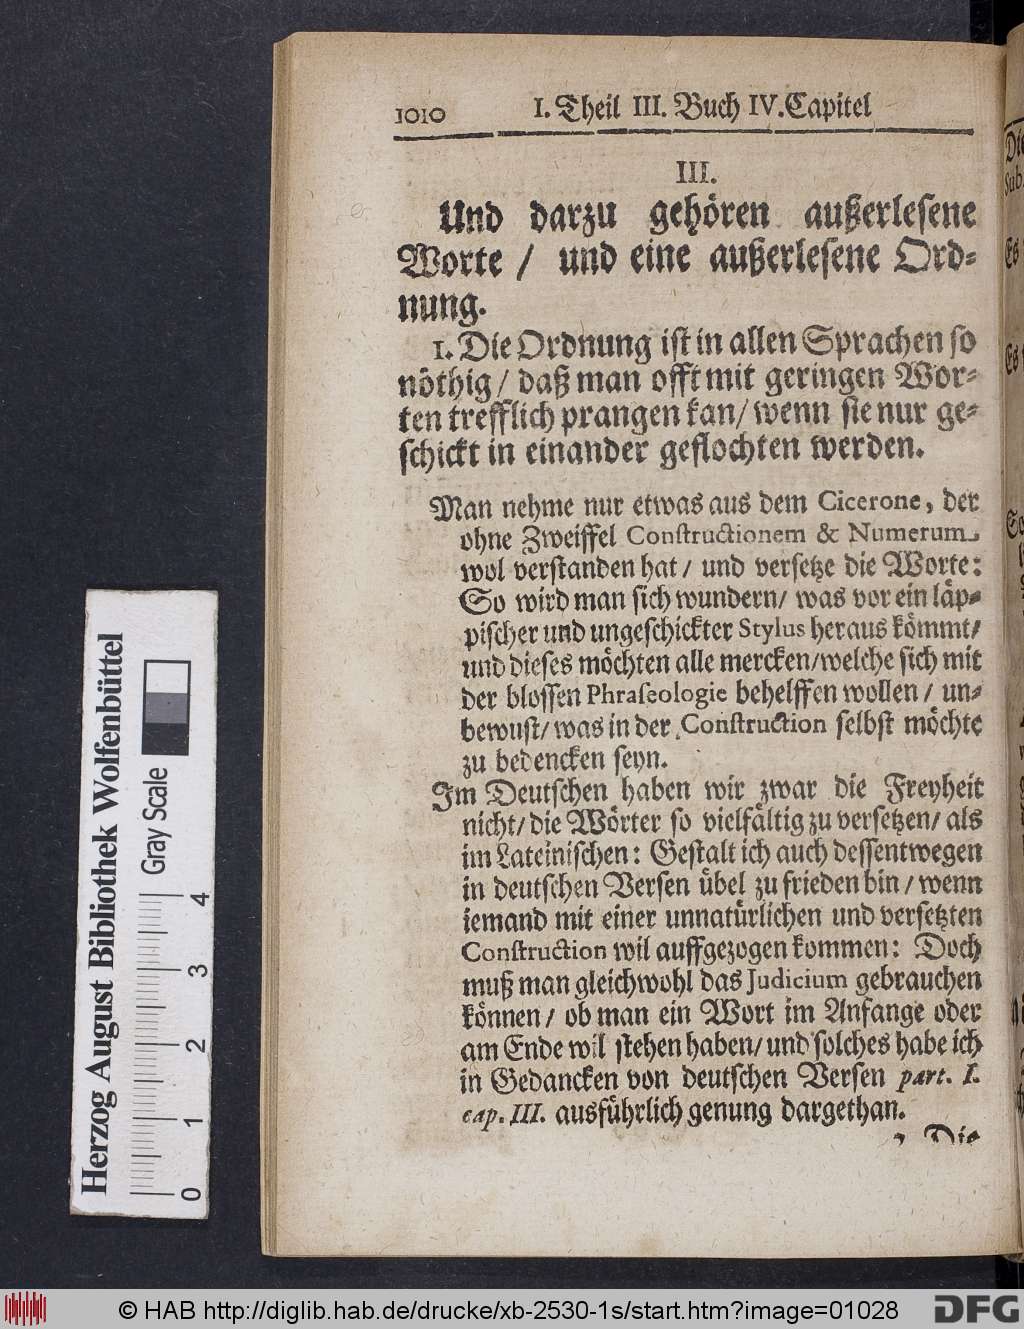 1010 I. Theil III. Buch IV. Capitel
III.
Und darzu gehören außerlesene
Worte / und eine außerlesene Ord-
nung.
1. Die Ordnung ist in allen Sprachen so
nöthig / daß man offt mit geringen Wor-
ten trefflich prangen kan / wenn sie nur ge-
schickt in einander geflochten werden.
Man nehme nur etwas aus dem Cicerone, der
ohne Zweiffel Constructionem & Numerum
wol verstanden hat / und versetze die Worte:
So wird man sich wundern / was vor ein läp-
pischer und ungeschickter Stylus heraus kömmt /
und dieses möchten alle mercken / welche sich mit
der blossen Phraseologie behelffen wollen / un-
bewust / was in der Construction selbst möchte
zu bedencken seyn.
Im Deutschen haben wir zwar die Freyheit
nicht / die Wörter so vielfältig zu versetzen / als
im Lateinischen: Gestalt ich auch dessentwegen
in deutschen Versen übel zu frieden bin / wenn
iemand mit einer unnatürlichen und versetzten
Construction wil auffgezogen kommen: Doch
muß man gleichwohl das Judicium gebrauchen
können / ob man ein Wort im Anfange oder
am Ende wil stehen haben / und solches habe ich
in Gedancken von deutschen Versen part. I.
cap. III. ausführlich genung dargethan.
Die
Herzog August Bibliothek Wolfenbüttel
Gray Scale
0 1 2 3 4
© HAB http://diglib.hab.de/drucke/xb-2530-1s/start.htm?image=01028
DFG